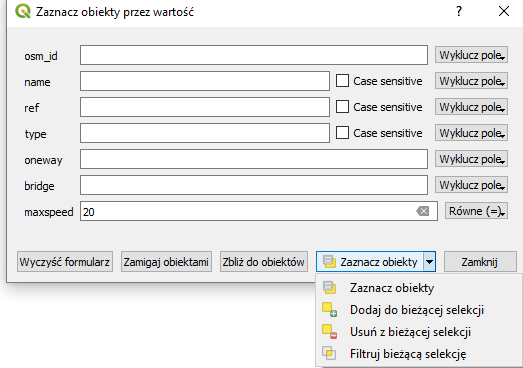 Zaznacz obiekty przez wartość ? ×
osm_id Wyklucz pole
name Case sensitive Wyklucz pole
ref Case sensitive Wyklucz pole
type Case sensitive Wyklucz pole
oneway Wyklucz pole
bridge Wyklucz pole
maxspeed 20 Równe (=)
Wyczyść formularz Zamigaj obiektami Zbliż do obiektów Zaznacz obiekty Zamknij
Zaznacz obiekty
Dodaj do bieżącej selekcji
Usuń z bieżącej selekcji
Filtruj bieżącą selekcję